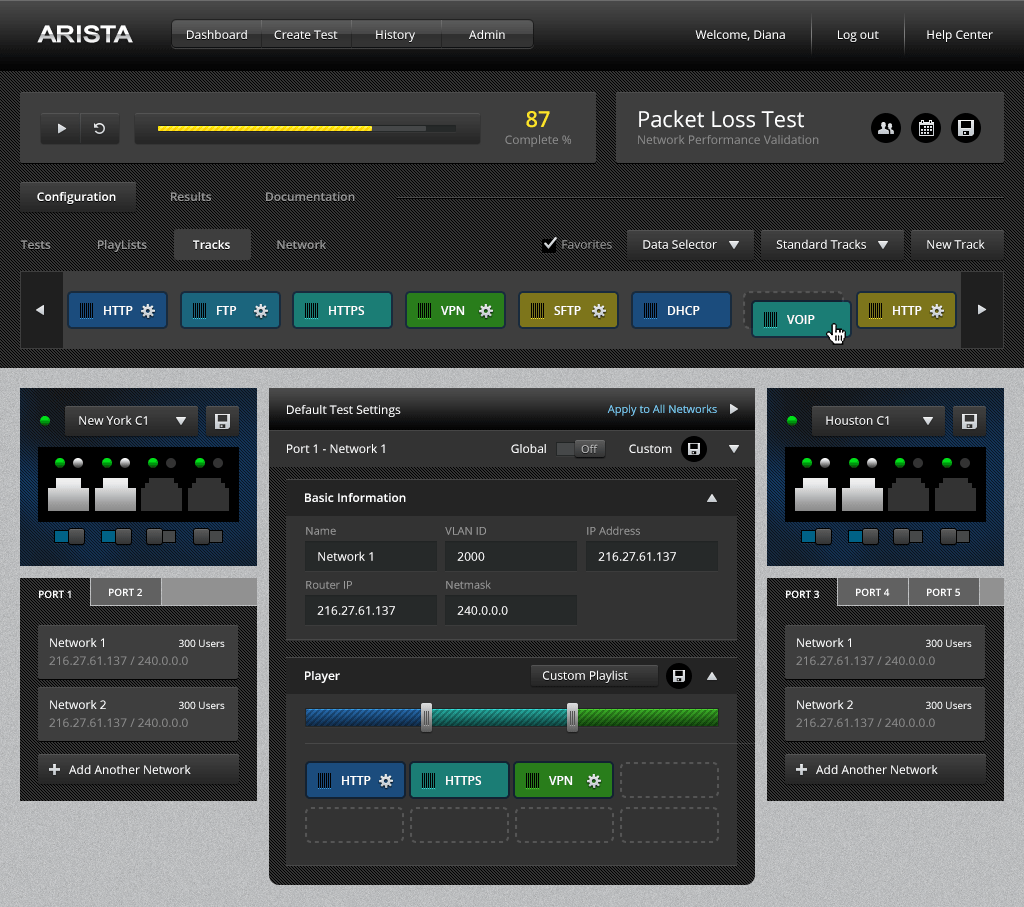 ARISTA
Dashboard Create Test History Admin
Welcome, Diana Log out Help Center
87
Complete %
Packet Loss Test
Network Performance Validation
Configuration Results Documentation
Tests PlayLists Tracks Network
Favorites Data Selector Standard Tracks New Track
HTTP FTP HTTPS VPN SFTP DHCP VOIP HTTP
New York C1
PORT 1 PORT 2
Network 1 300 Users
216.27.61.137 / 240.0.0.0
Network 2 300 Users
216.27.61.137 / 240.0.0.0
+ Add Another Network
Default Test Settings Apply to All Networks
Port 1 - Network 1 Global Off Custom
Basic Information
Name VLAN ID IP Address
Network 1 2000 216.27.61.137
Router IP Netmask
216.27.61.137 240.0.0.0
Player Custom Playlist
HTTP HTTPS VPN
Houston C1
PORT 3 PORT 4 PORT 5
Network 1 300 Users
216.27.61.137 / 240.0.0.0
Network 2 300 Users
216.27.61.137 / 240.0.0.0
+ Add Another Network